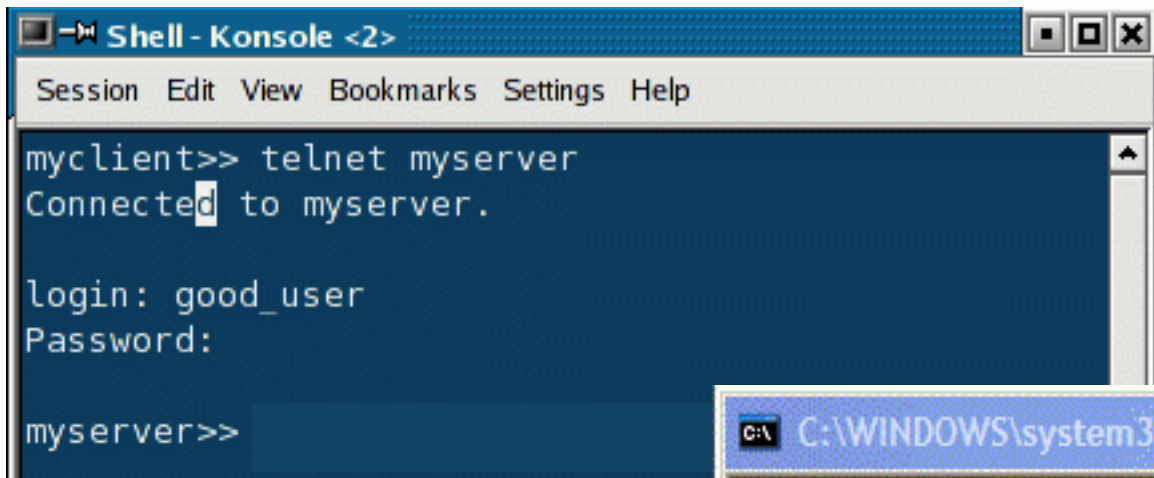 Shell - Konsole <2>
Session Edit View Bookmarks Settings Help
myclient>> telnet myserver
Connected to myserver.
login: good_user
Password:
myserver>>
C:\WINDOWS\system3